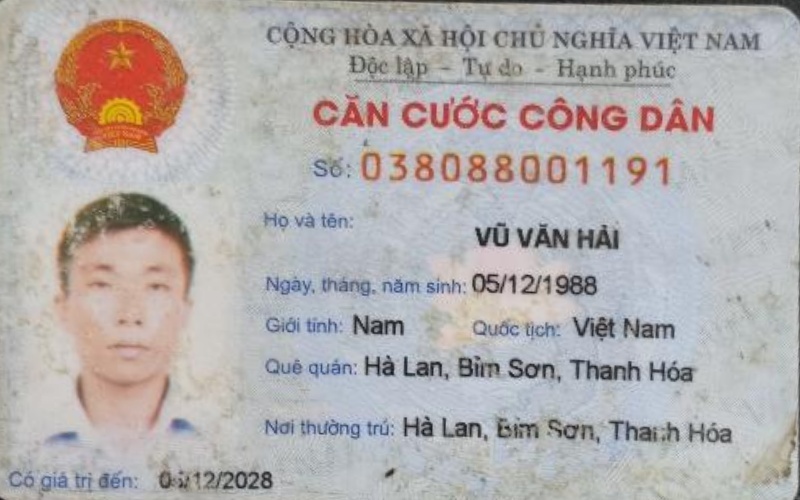 CỘNG HÒA XÃ HỘI CHỦ NGHĨA VIỆT NAM
Độc lập - Tự do - Hạnh phúc
CĂN CƯỚC CÔNG DÂN
Số: 038088001191
Họ và tên:
VŨ VĂN HẢI
Ngày, tháng, năm sinh: 05/12/1988
Giới tính: Nam Quốc tịch: Việt Nam
Quê quán: Hà Lan, Bỉm Sơn, Thanh Hóa
Nơi thường trú: Hà Lan, Bỉm Sơn, Thanh Hóa
Có giá trị đến: 05/12/2028
VIỆT NAM